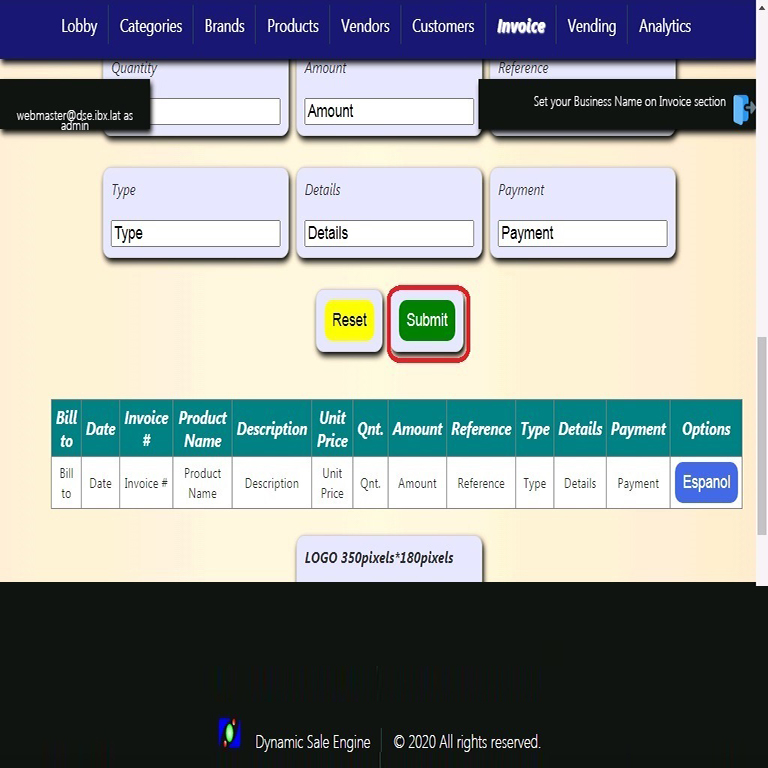 Lobby Categories Brands Products Vendors Customers Invoice Vending Analytics
Quantity Amount Reference
webmaster@dse.ibx.lat as
admin
Set your Business Name on Invoice section
Amount
Type Details Payment
Type Details Payment
Reset Submit
Bill to Date Invoice # Product Name Description Unit Price Qnt. Amount Reference Type Details Payment Options
Bill to Date Invoice # Product Name Description Unit Price Qnt. Amount Reference Type Details Payment Espanol
LOGO 350pixels*180pixels
Dynamic Sale Engine © 2020 All rights reserved.